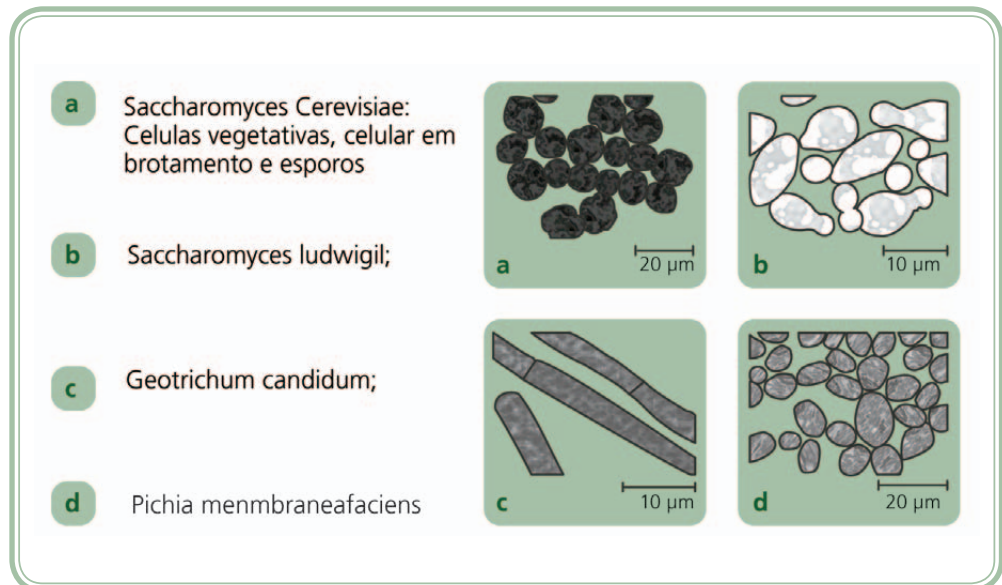 a
Saccharomyces Cerevisiae:
Celulas vegetativas, celular em
brotamento e esporos
b
Saccharomyces ludwigil;
c
Geotrichum candidum;
d
Pichia menmbraneafaciens
a
20 µm
b
10 µm
c
10 µm
d
20 µm